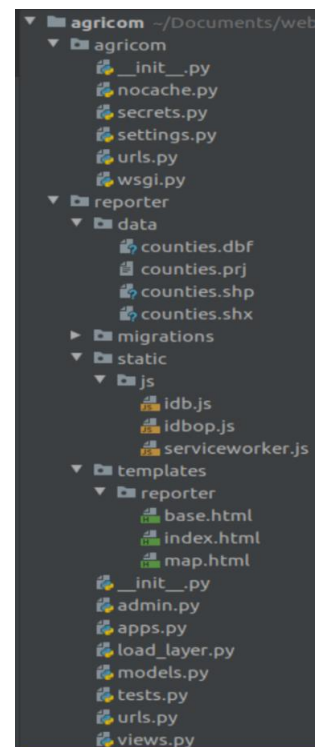 agricom ~/Documents/web
agricom
__init__.py
nocache.py
secrets.py
settings.py
urls.py
wsgi.py
reporter
data
counties.dbf
counties.prj
counties.shp
counties.shx
migrations
static
js
idb.js
idbop.js
serviceworker.js
templates
reporter
base.html
index.html
map.html
__init__.py
admin.py
apps.py
load_layer.py
models.py
tests.py
urls.py
views.py